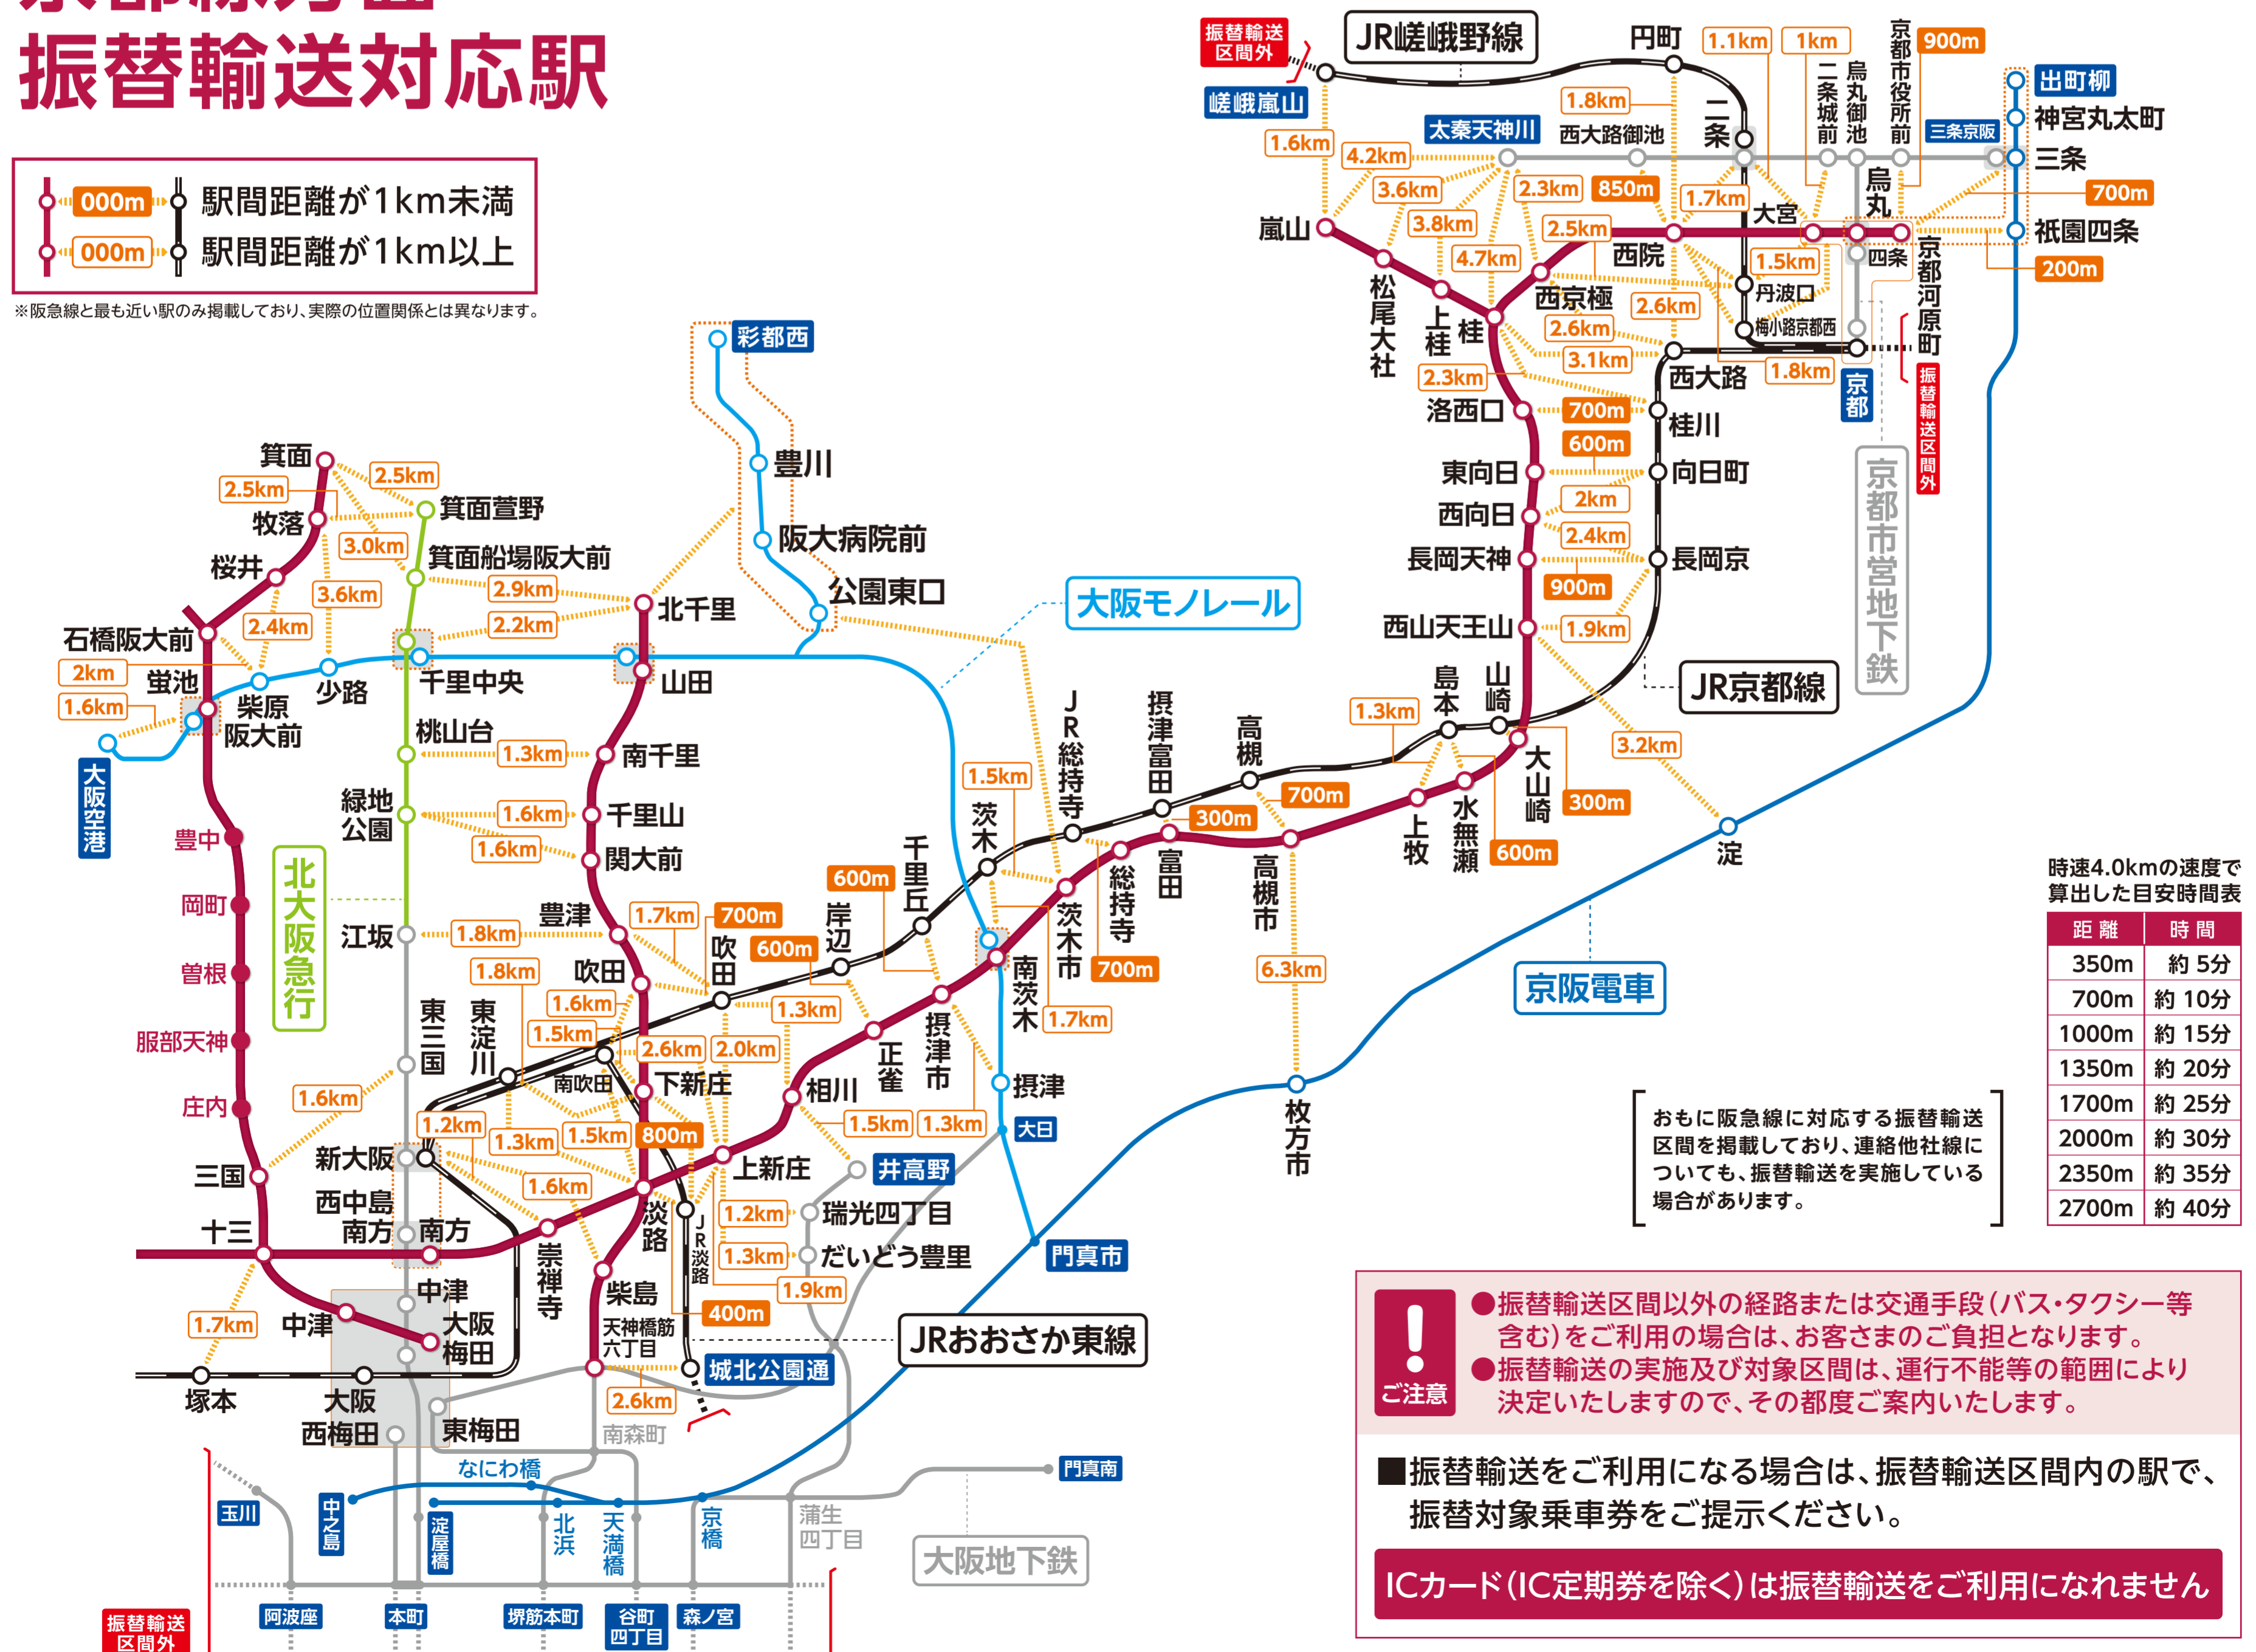 京都線方面
振替輸送対応駅
000m 駅間距離が1km未満
000m 駅間距離が1km以上
※阪急線と最も近い駅のみ掲載しており、実際の位置関係とは異なります。
振替輸送
区間外
JR嵯峨野線
嵯峨嵐山
円町
1.1km
1km
二条城前
烏丸御池
京都市役所前
900m
出町柳
神宮丸太町
三条京阪
三条
1.8km
二条
太秦天神川
西大路御池
1.6km
4.2km
3.6km
2.3km
850m
1.7km
大宮
烏丸
700m
3.8km
2.5km
嵐山
西院
祇園四条
4.7km
1.5km
四条
京都河原町
200m
松尾大社
上桂
桂
西京極
2.6km
丹波口
2.6km
梅小路京都西
3.1km
西大路
1.8km
京都
振替輸送区間外
2.3km
洛西口
700m
桂川
600m
東向日
向日町
2km
西向日
2.4km
長岡天神
長岡京
900m
西山天王山
1.9km
京都市営地下鉄
JR京都線
彩都西
豊川
阪大病院前
公園東口
大阪モノレール
箕面
2.5km
2.5km
箕面萱野
牧落
3.0km
箕面船場阪大前
桜井
3.6km
2.9km
北千里
2.4km
2.2km
石橋阪大前
2km
蛍池
少路
千里中央
山田
1.6km
柴原
阪大前
大阪空港
桃山台
1.3km
南千里
緑地
公園
1.6km
千里山
1.6km
関大前
豊中
岡町
曽根
服部天神
庄内
北大阪急行
江坂
1.8km
豊津
1.7km
700m
吹田
吹田
600m
岸辺
600m
千里丘
茨木
1.5km
JR総持寺
摂津富田
高槻
島本
山崎
1.3km
大山崎
3.2km
300m
600m
水無瀬
上牧
700m
300m
高槻市
富田
総持寺
700m
茨木市
南茨木
1.7km
6.3km
淀
京阪電車
枚方市
1.8km
1.6km
1.5km
1.3km
東三国
東淀川
2.6km
2.0km
南吹田
下新庄
相川
正雀
摂津市
摂津
大日
1.6km
1.2km
1.3km
1.5km
800m
1.5km
1.3km
新大阪
上新庄
井高野
三国
1.6km
西中島
南方
南方
淡路
JR淡路
1.2km
瑞光四丁目
1.3km
だいどう豊里
門真市
十三
崇禅寺
柴島
1.9km
400m
中津
中津
1.7km
大阪
梅田
天神橋筋
六丁目
JRおおさか東線
城北公園通
2.6km
塚本
大阪
西梅田
東梅田
南森町
なにわ橋
門真南
玉川
中之島
淀屋橋
北浜
天満橋
京橋
蒲生
四丁目
大阪地下鉄
阿波座
本町
堺筋本町
谷町
四丁目
森ノ宮
振替輸送
区間外
時速4.0kmの速度で
算出した目安時間表
距離 時間
350m 約 5分
700m 約 10分
1000m 約 15分
1350m 約 20分
1700m 約 25分
2000m 約 30分
2350m 約 35分
2700m 約 40分
おもに阪急線に対応する振替輸送
区間を掲載しており、連絡他社線に
ついても、振替輸送を実施している
場合があります。
ご注意
●振替輸送区間以外の経路または交通手段(バス・タクシー等
含む)をご利用の場合は、お客さまのご負担となります。
●振替輸送の実施及び対象区間は、運行不能等の範囲により
決定いたしますので、その都度ご案内いたします。
■振替輸送をご利用になる場合は、振替輸送区間内の駅で、
振替対象乗車券をご提示ください。
ICカード(IC定期券を除く)は振替輸送をご利用になれません